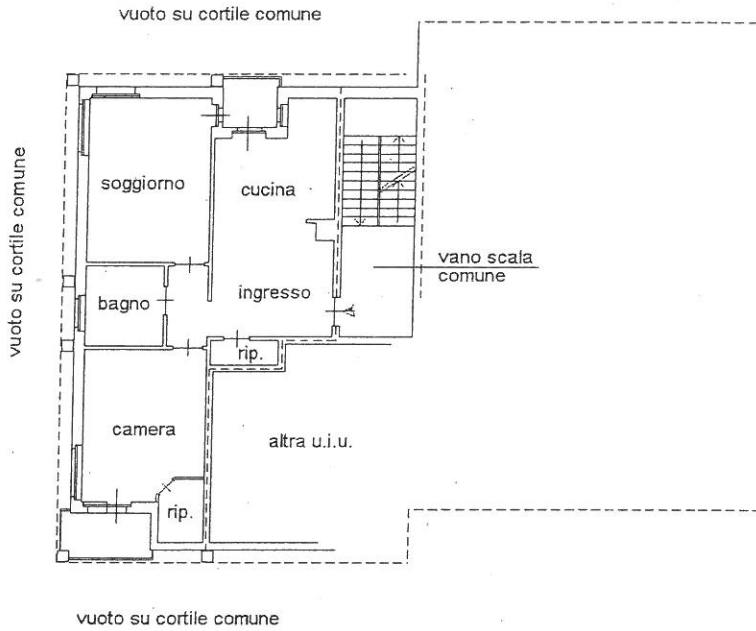 vuoto su cortile comune
vuoto su cortile comune
soggiorno
cucina
vano scala
comune
bagno
ingresso
rip.
camera
altra u.i.u.
rip.
vuoto su cortile comune